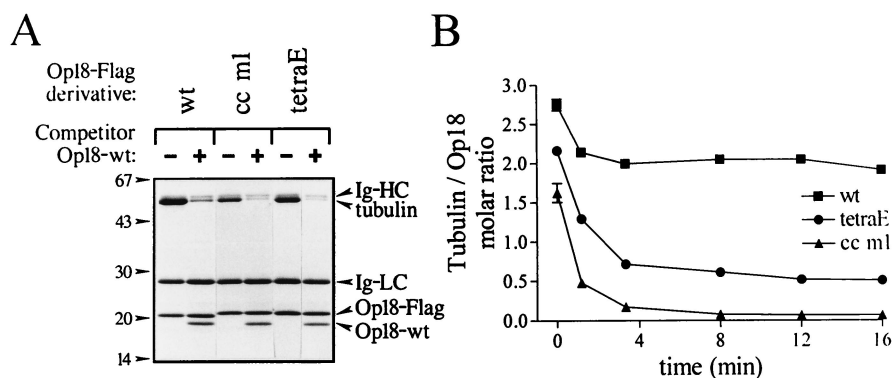 A
Op18-Flag
derivative:
wt
cc m1
tetraE
Competitor
Op18-wt:
- + - + - +
67
43
30
20
14
Ig-HC
tubulin
Ig-LC
Op18-Flag
Op18-wt
B
Tubulin / Op18
molar ratio
3.0
2.5
2.0
1.5
1.0
0.5
0.0
wt
tetraE
cc m1
0 4 8 12 16
time (min)